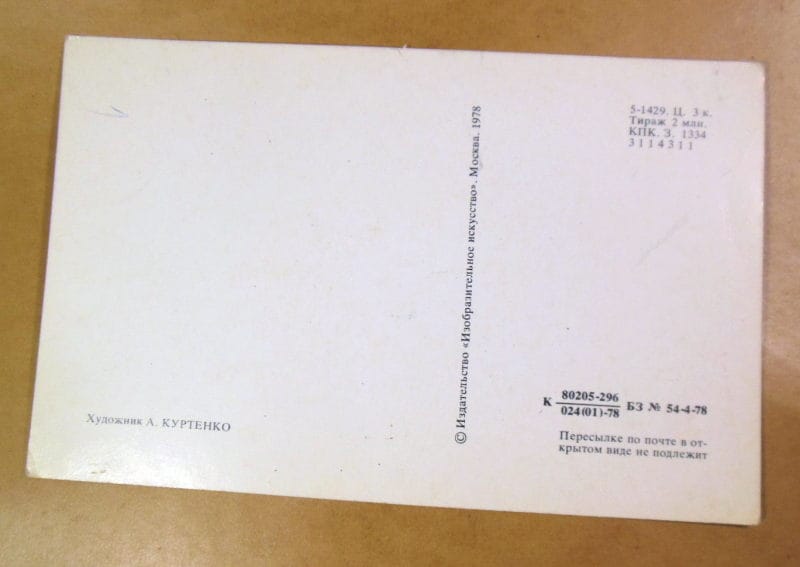 Художник А. КУРТЕНКО
© Издательство «Изобразительное искусство». Москва. 1978
5-1429. Ц. 3 к.
Тираж 2 млн.
КПК. З. 1334
3114311
К 80205-296
024(01)-78 БЗ № 54-4-78
Пересылке по почте в от-
крытом виде не подлежит